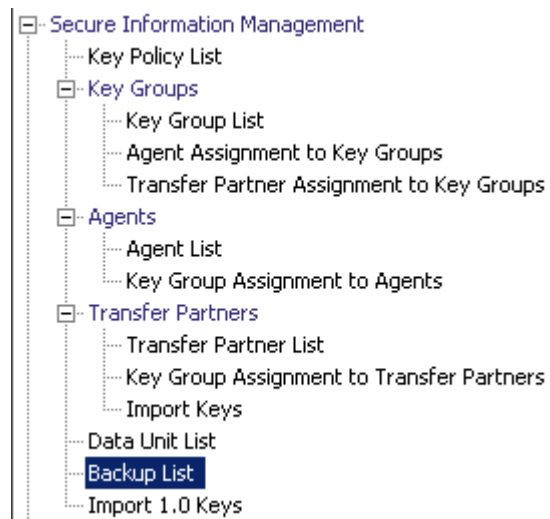 Secure Information Management
Key Policy List
Key Groups
Key Group List
Agent Assignment to Key Groups
Transfer Partner Assignment to Key Groups
Agents
Agent List
Key Group Assignment to Agents
Transfer Partners
Transfer Partner List
Key Group Assignment to Transfer Partners
Import Keys
Data Unit List
Backup List
Import 1.0 Keys